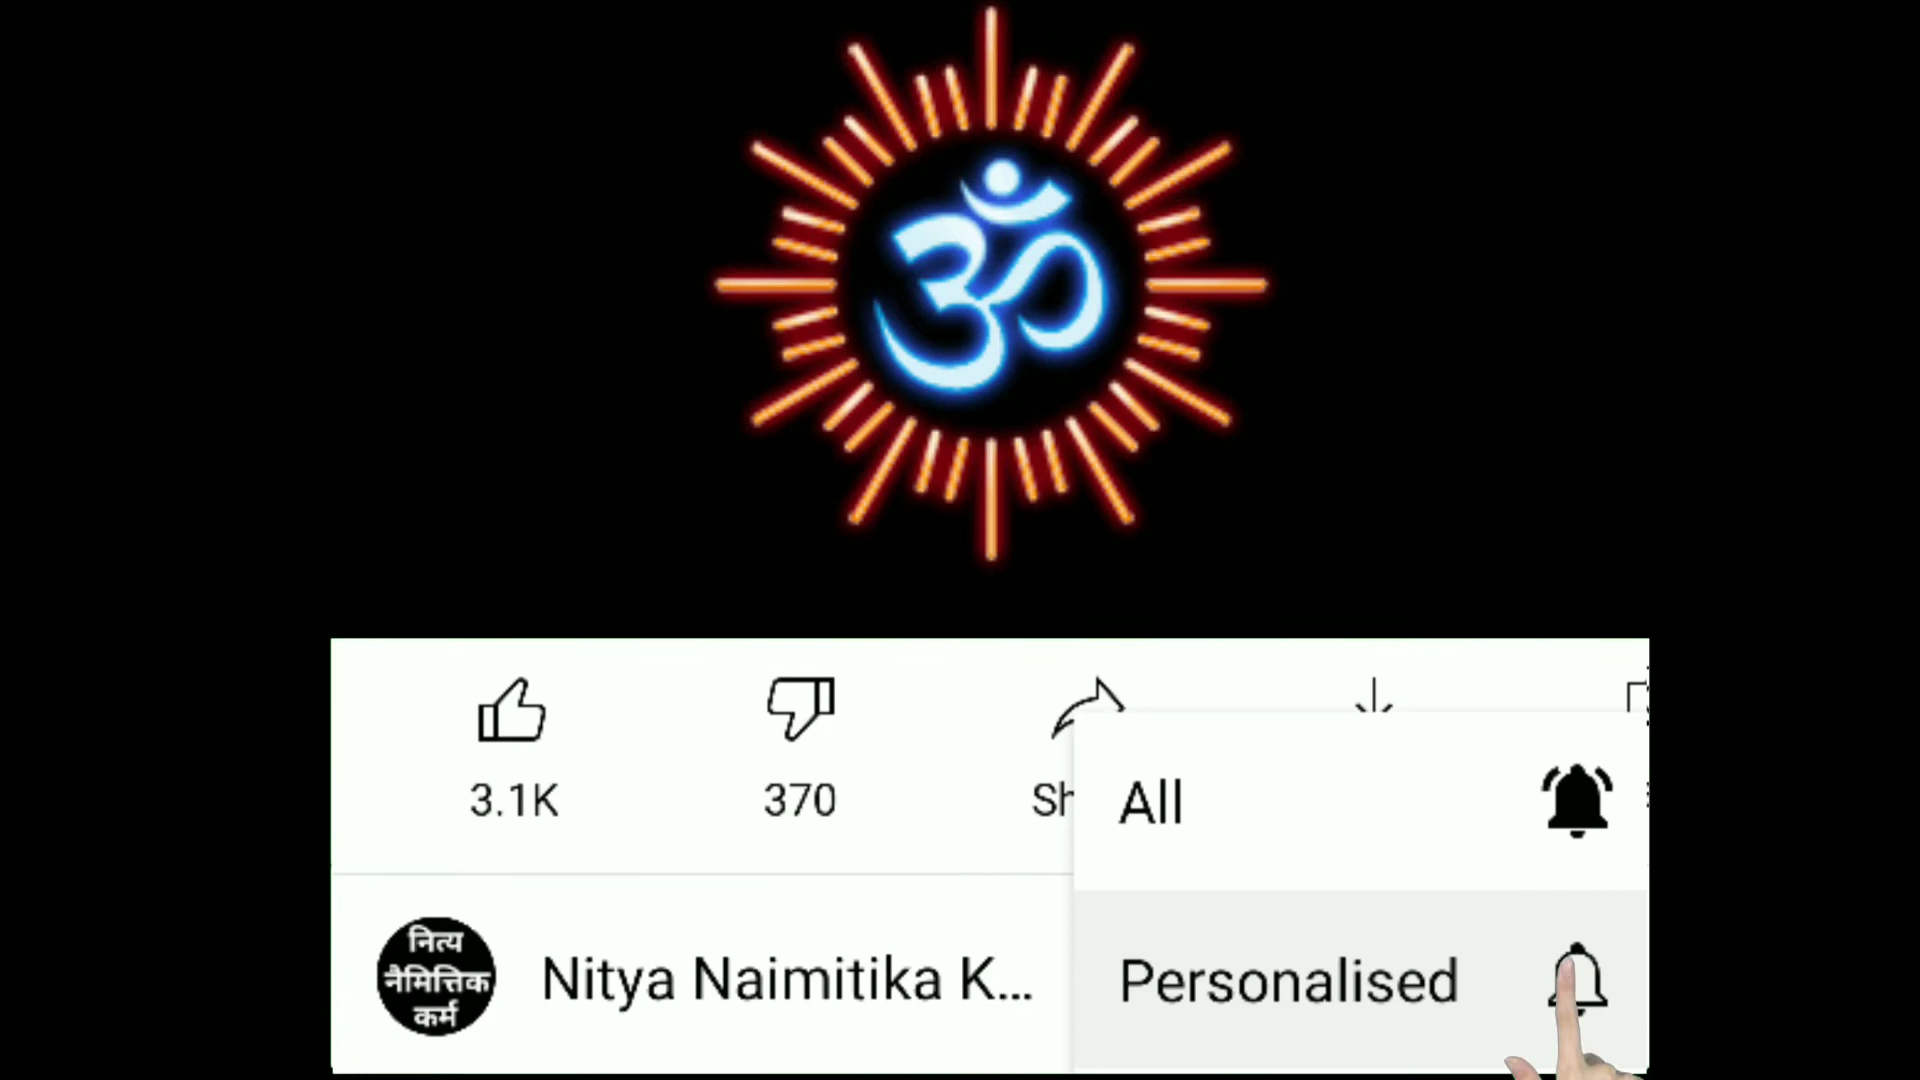 ॐ
3.1K
370
Sh
All
नित्य
नैमित्तिक
कर्म
Nitya Naimitika K...
Personalised